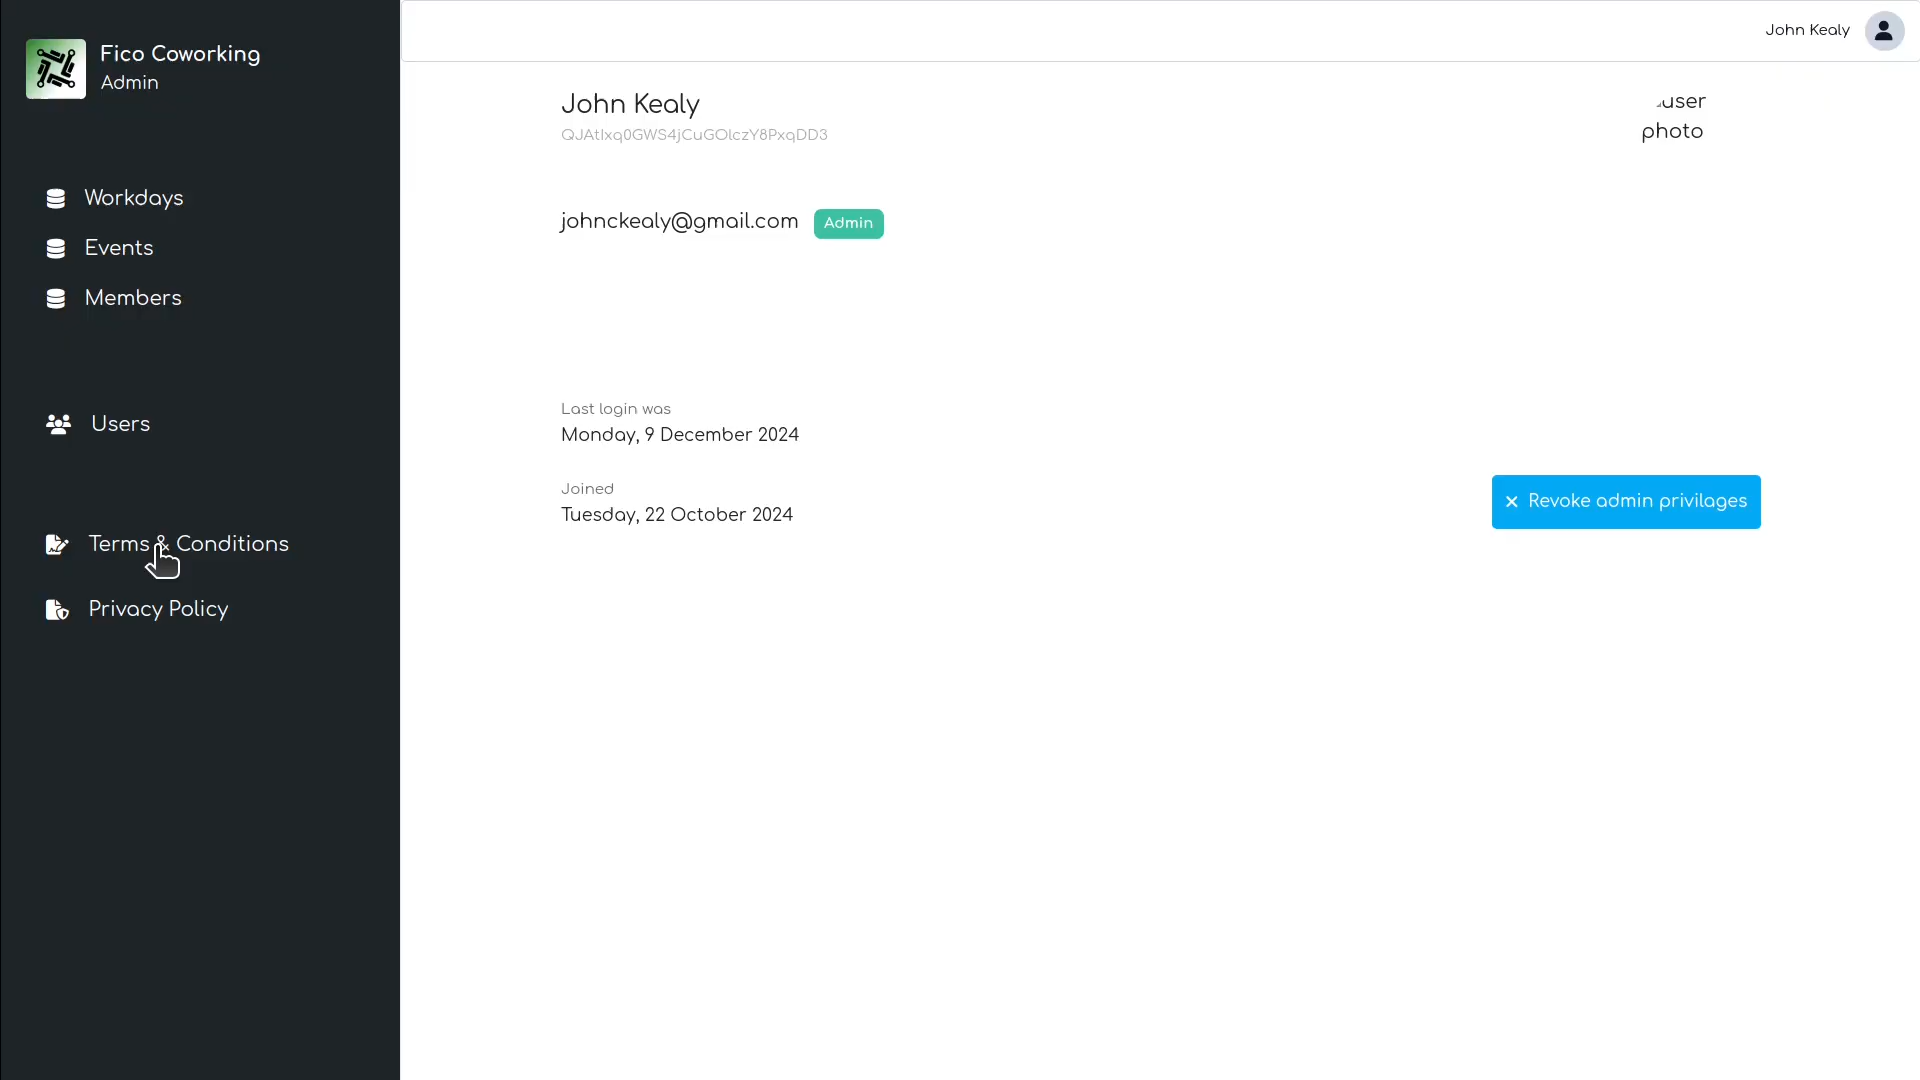 Fico Coworking
Admin
Workdays
Events
Members
Users
Terms & Conditions
Privacy Policy
John Kealy
John Kealy
QJAtIxq0GWS4jCuGOlczY8PxqDD3
user
photo
johnckealy@gmail.com
Admin
Last login was
Monday, 9 December 2024
Joined
Tuesday, 22 October 2024
Revoke admin privilages